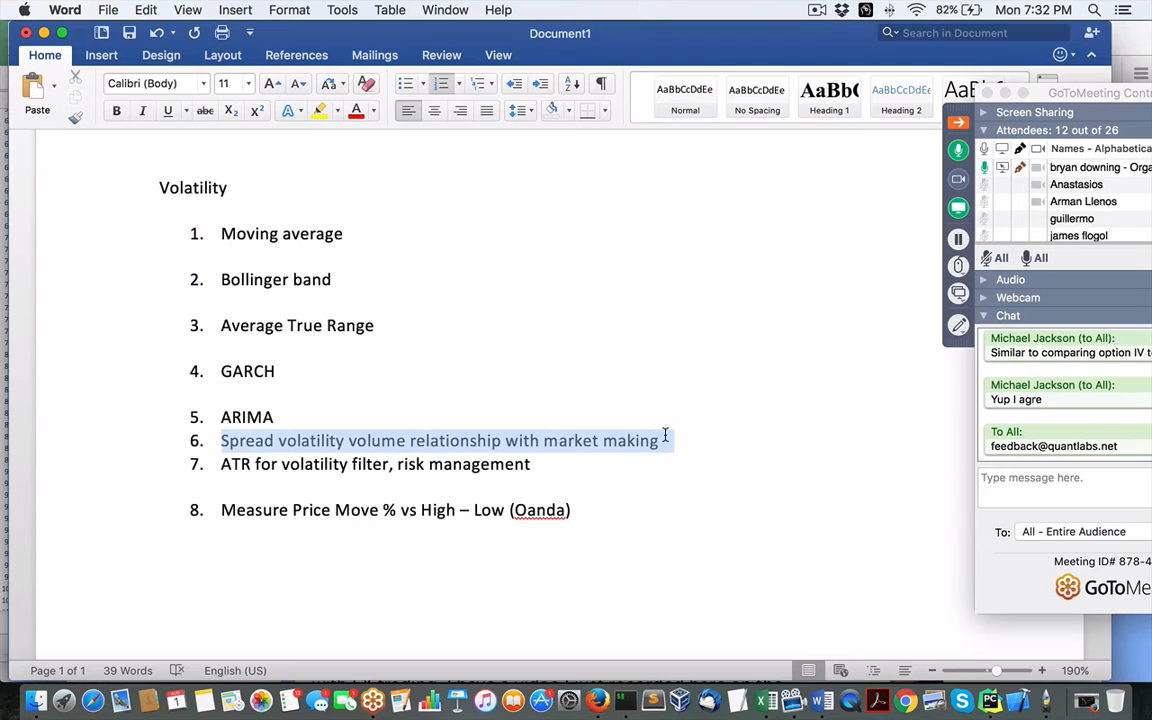 Word File Edit View Insert Format Tools Table Window Help 82% Mon 7:32 PM
Document1
Search in Document
Home Insert Design Layout References Mailings Review View
Paste
Calibri (Body) 11
AaBbCcDdEe Normal
AaBbCcDdEe No Spacing
AaBbC Heading 1
AaBbCcDdEe Heading 2
Volatility
1. Moving average
2. Bollinger band
3. Average True Range
4. GARCH
5. ARIMA
6. Spread volatility volume relationship with market making
7. ATR for volatility filter, risk management
8. Measure Price Move % vs High – Low (Oanda)
GoToMeeting Contr
Screen Sharing
Attendees: 12 out of 26
Names - Alphabetica
bryan downing - Orga
Anastasios
Arman Llenos
guillermo
james flogol
All All
Audio
Webcam
Chat
Michael Jackson (to All):
Similar to comparing option IV t
Michael Jackson (to All):
Yup I agre
To All:
feedback@quantlabs.net
Type message here.
To: All - Entire Audience
Meeting ID# 878-4
GoToMe
Page 1 of 1 39 Words English (US) 190%